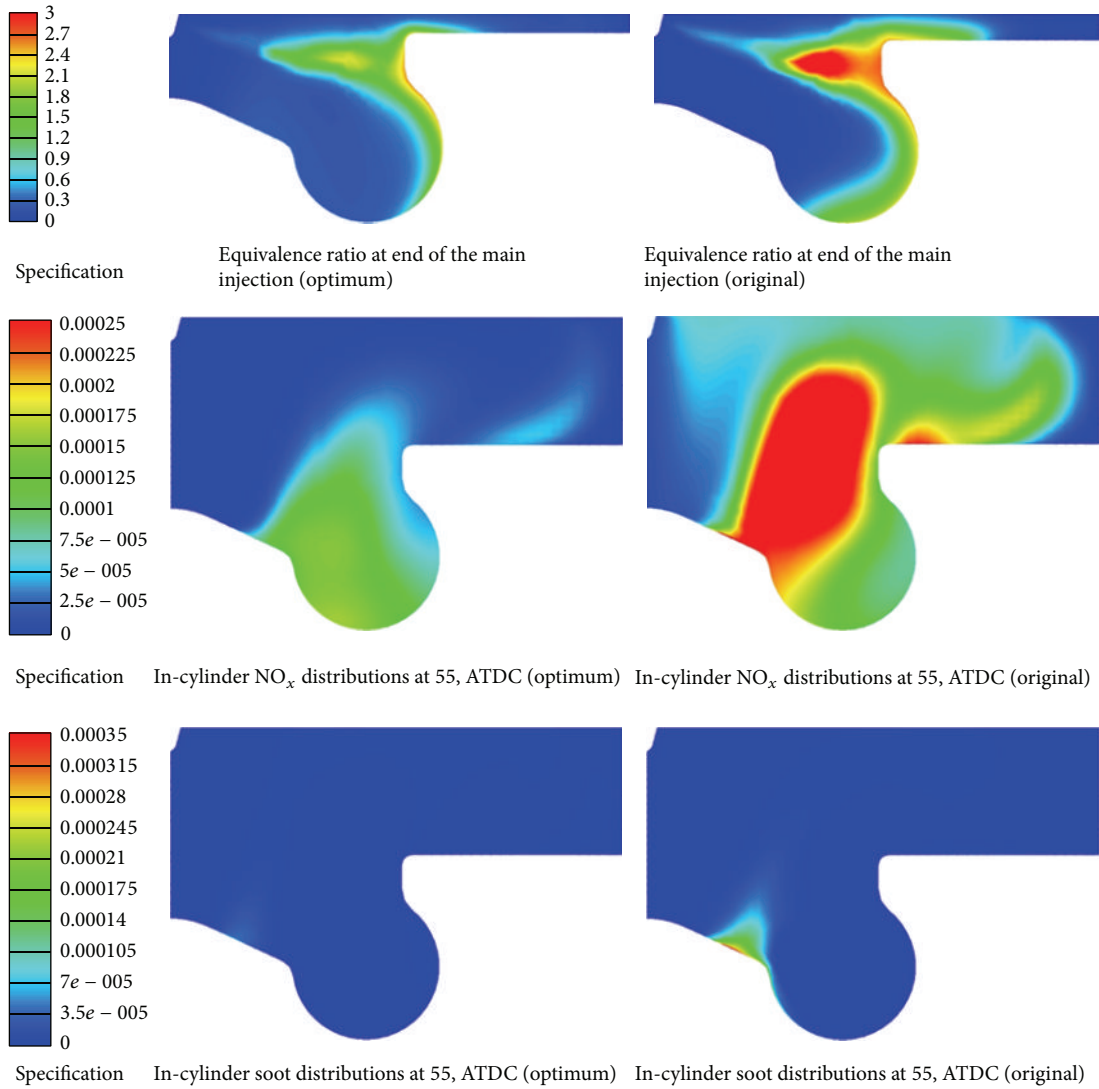 3
2.7
2.4
2.1
1.8
1.5
1.2
0.9
0.6
0.3
0
Specification
Equivalence ratio at end of the main
injection (optimum)
Equivalence ratio at end of the main
injection (original)
0.00025
0.000225
0.0002
0.000175
0.00015
0.000125
0.0001
7.5e − 005
5e − 005
2.5e − 005
0
Specification
In-cylinder NOx distributions at 55, ATDC (optimum)
In-cylinder NOx distributions at 55, ATDC (original)
0.00035
0.000315
0.00028
0.000245
0.00021
0.000175
0.00014
0.000105
7e − 005
3.5e − 005
0
Specification
In-cylinder soot distributions at 55, ATDC (optimum)
In-cylinder soot distributions at 55, ATDC (original)